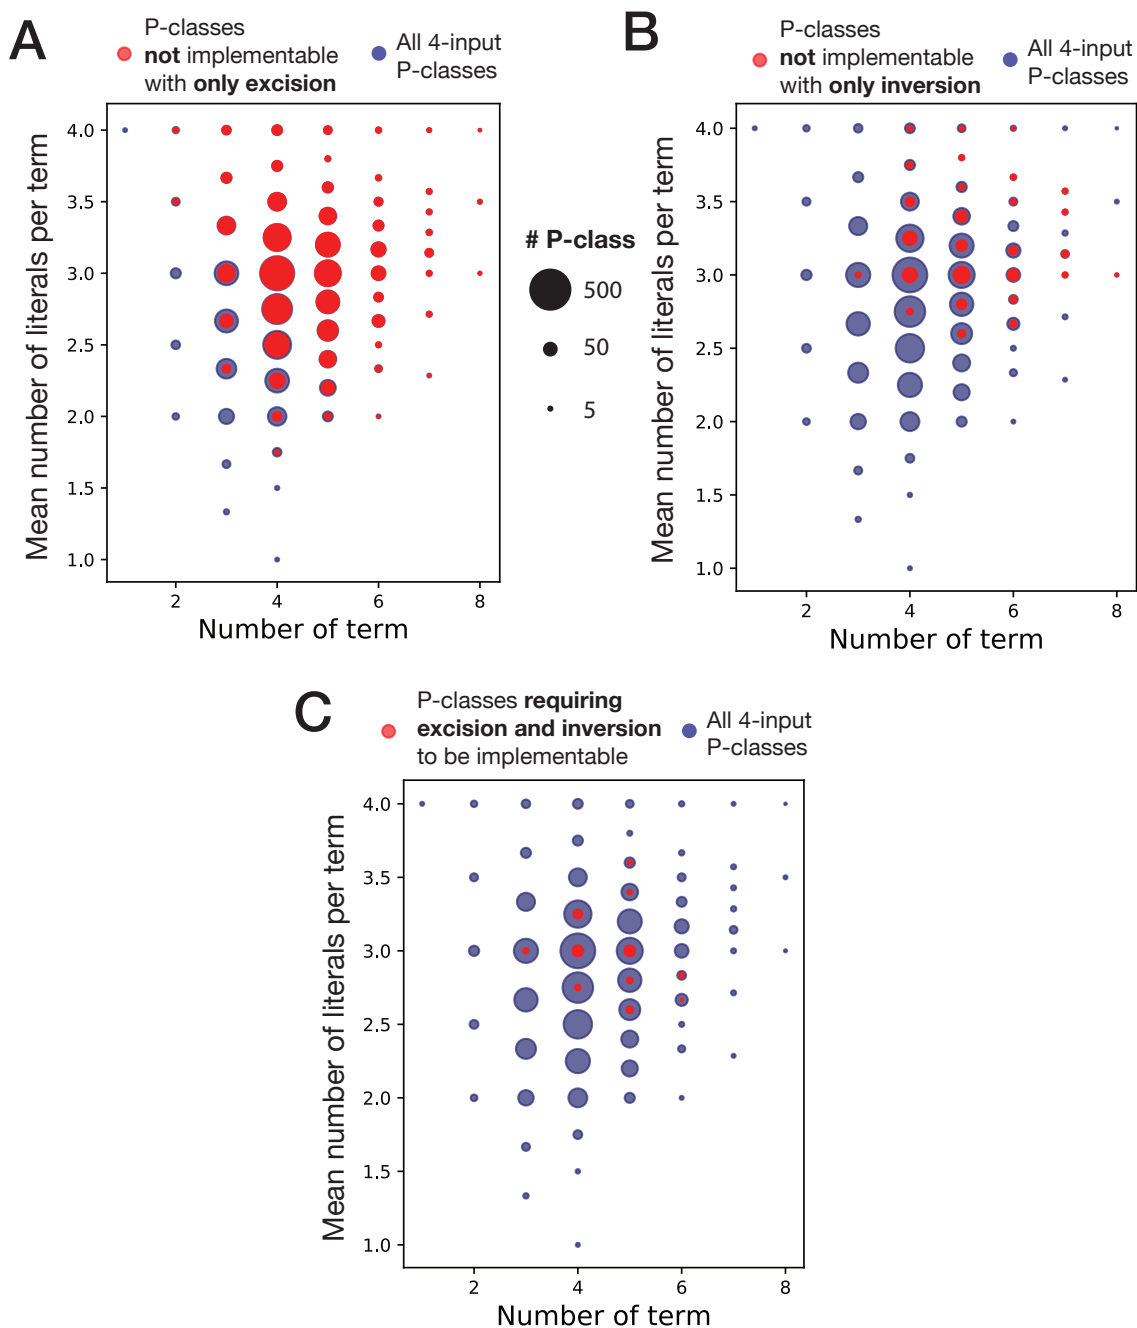 A
P-classes
not implementable
with only excision
All 4-input
P-classes
4.0
3.5
3.0
2.5
2.0
1.5
1.0
Mean number of literals per term
2
4
6
8
Number of term
# P-class
500
50
5
B
P-classes
not implementable
with only inversion
All 4-input
P-classes
4.0
3.5
3.0
2.5
2.0
1.5
1.0
Mean number of literals per term
2
4
6
8
Number of term
C
P-classes requiring
excision and inversion
to be implementable
All 4-input
P-classes
4.0
3.5
3.0
2.5
2.0
1.5
1.0
Mean number of literals per term
2
4
6
8
Number of term